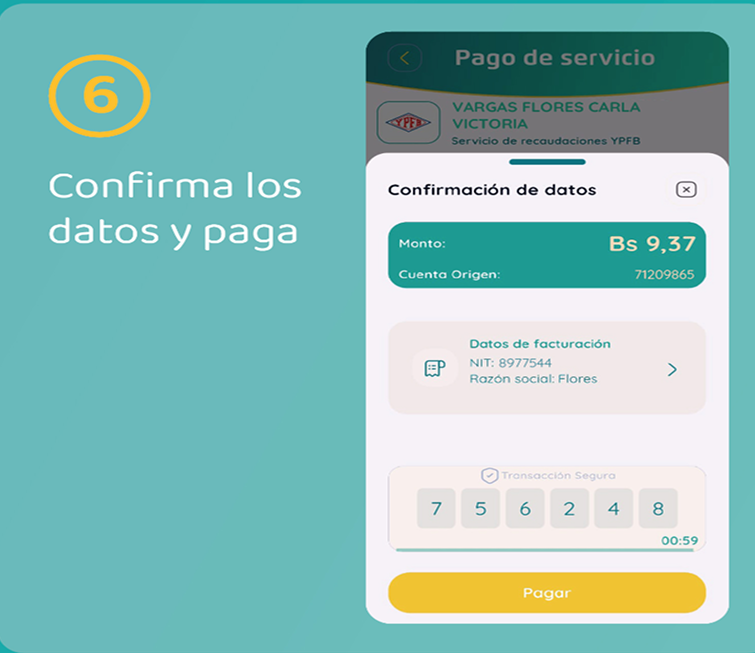 6
Confirma los
datos y paga
Pago de servicio
YPFB
VARGAS FLORES CARLA
VICTORIA
Servicio de recaudaciones YPFB
Confirmación de datos
Monto: Bs 9,37
Cuenta Origen: 71209865
Datos de facturación
NIT: 8977544
Razón social: Flores
Transacción Segura
7 5 6 2 4 8
00:59
Pagar